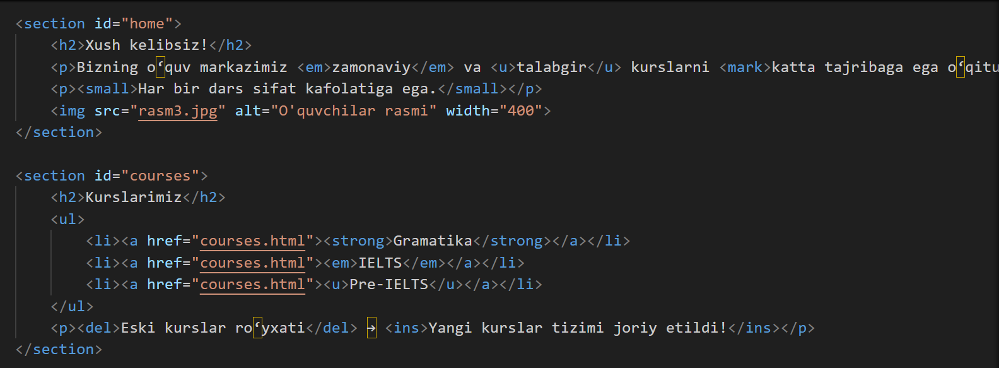 <section id="home">
<h2>Xush kelibsiz!</h2>
<p>Bizning o‘quv markazimiz <em>zamonaviy</em> va <u>talabgir</u> kurslarni <mark>katta tajribaga ega o‘qitu
<p><small>Har bir dars sifat kafolatiga ega.</small></p>
<img src="rasm3.jpg" alt="O'quvchilar rasmi" width="400">
</section>
<section id="courses">
<h2>Kurslarimiz</h2>
<ul>
<li><a href="courses.html"><strong>Gramatika</strong></a></li>
<li><a href="courses.html"><em>IELTS</em></a></li>
<li><a href="courses.html"><u>Pre-IELTS</u></a></li>
</ul>
<p><del>Eski kurslar ro‘yxati</del> → <ins>Yangi kurslar tizimi joriy etildi!</ins></p>
</section>